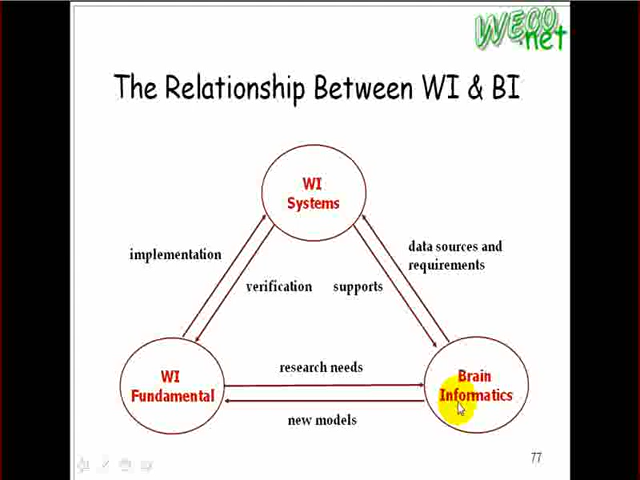 WECO
.net
The Relationship Between WI & BI
WI
Systems
implementation
data sources and
requirements
verification
supports
research needs
WI
Fundamental
Brain
Informatics
new models
77